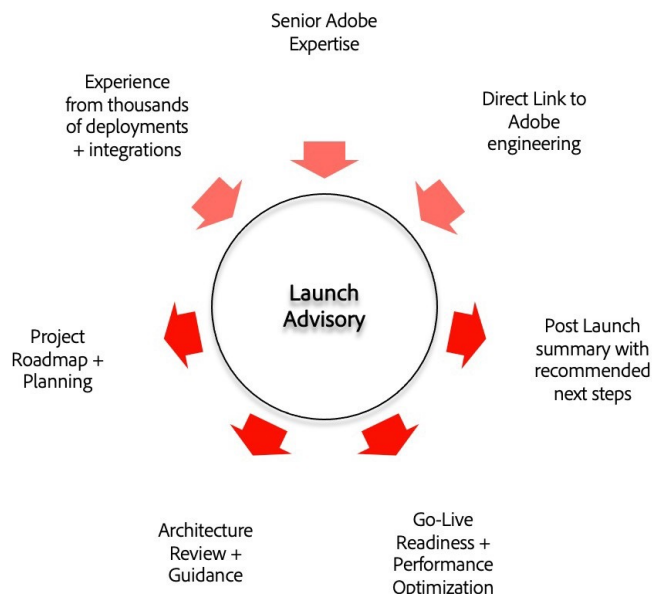 Senior Adobe
Expertise
Experience
from thousands
of deployments
+ integrations
Direct Link to
Adobe
engineering
Launch
Advisory
Project
Roadmap +
Planning
Post Launch
summary with
recommended
next steps
Architecture
Review +
Guidance
Go-Live
Readiness +
Performance
Optimization